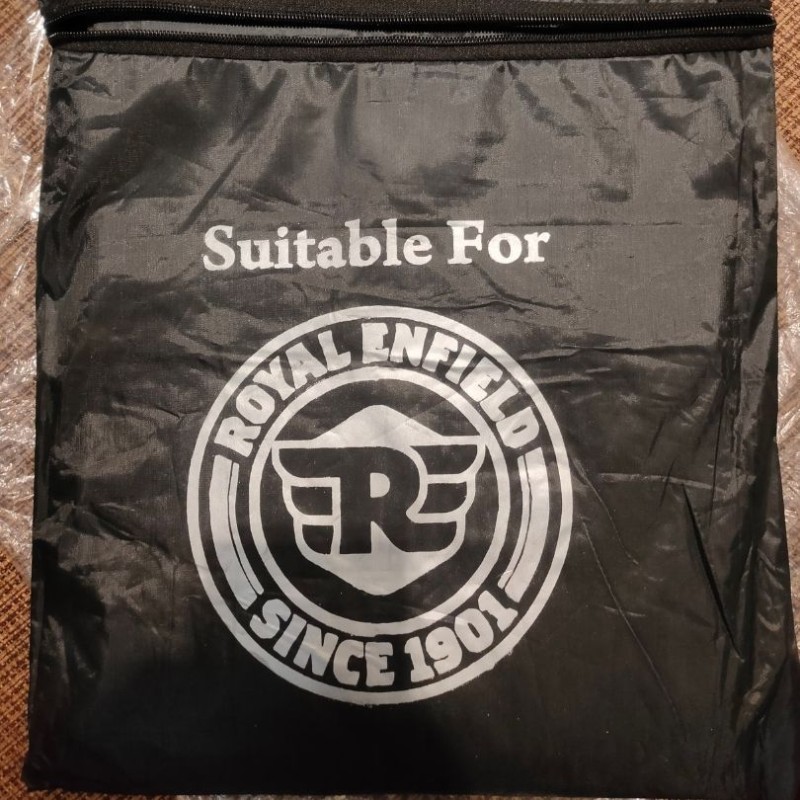 Suitable For
ROYAL ENFIELD
R
SINCE 1901